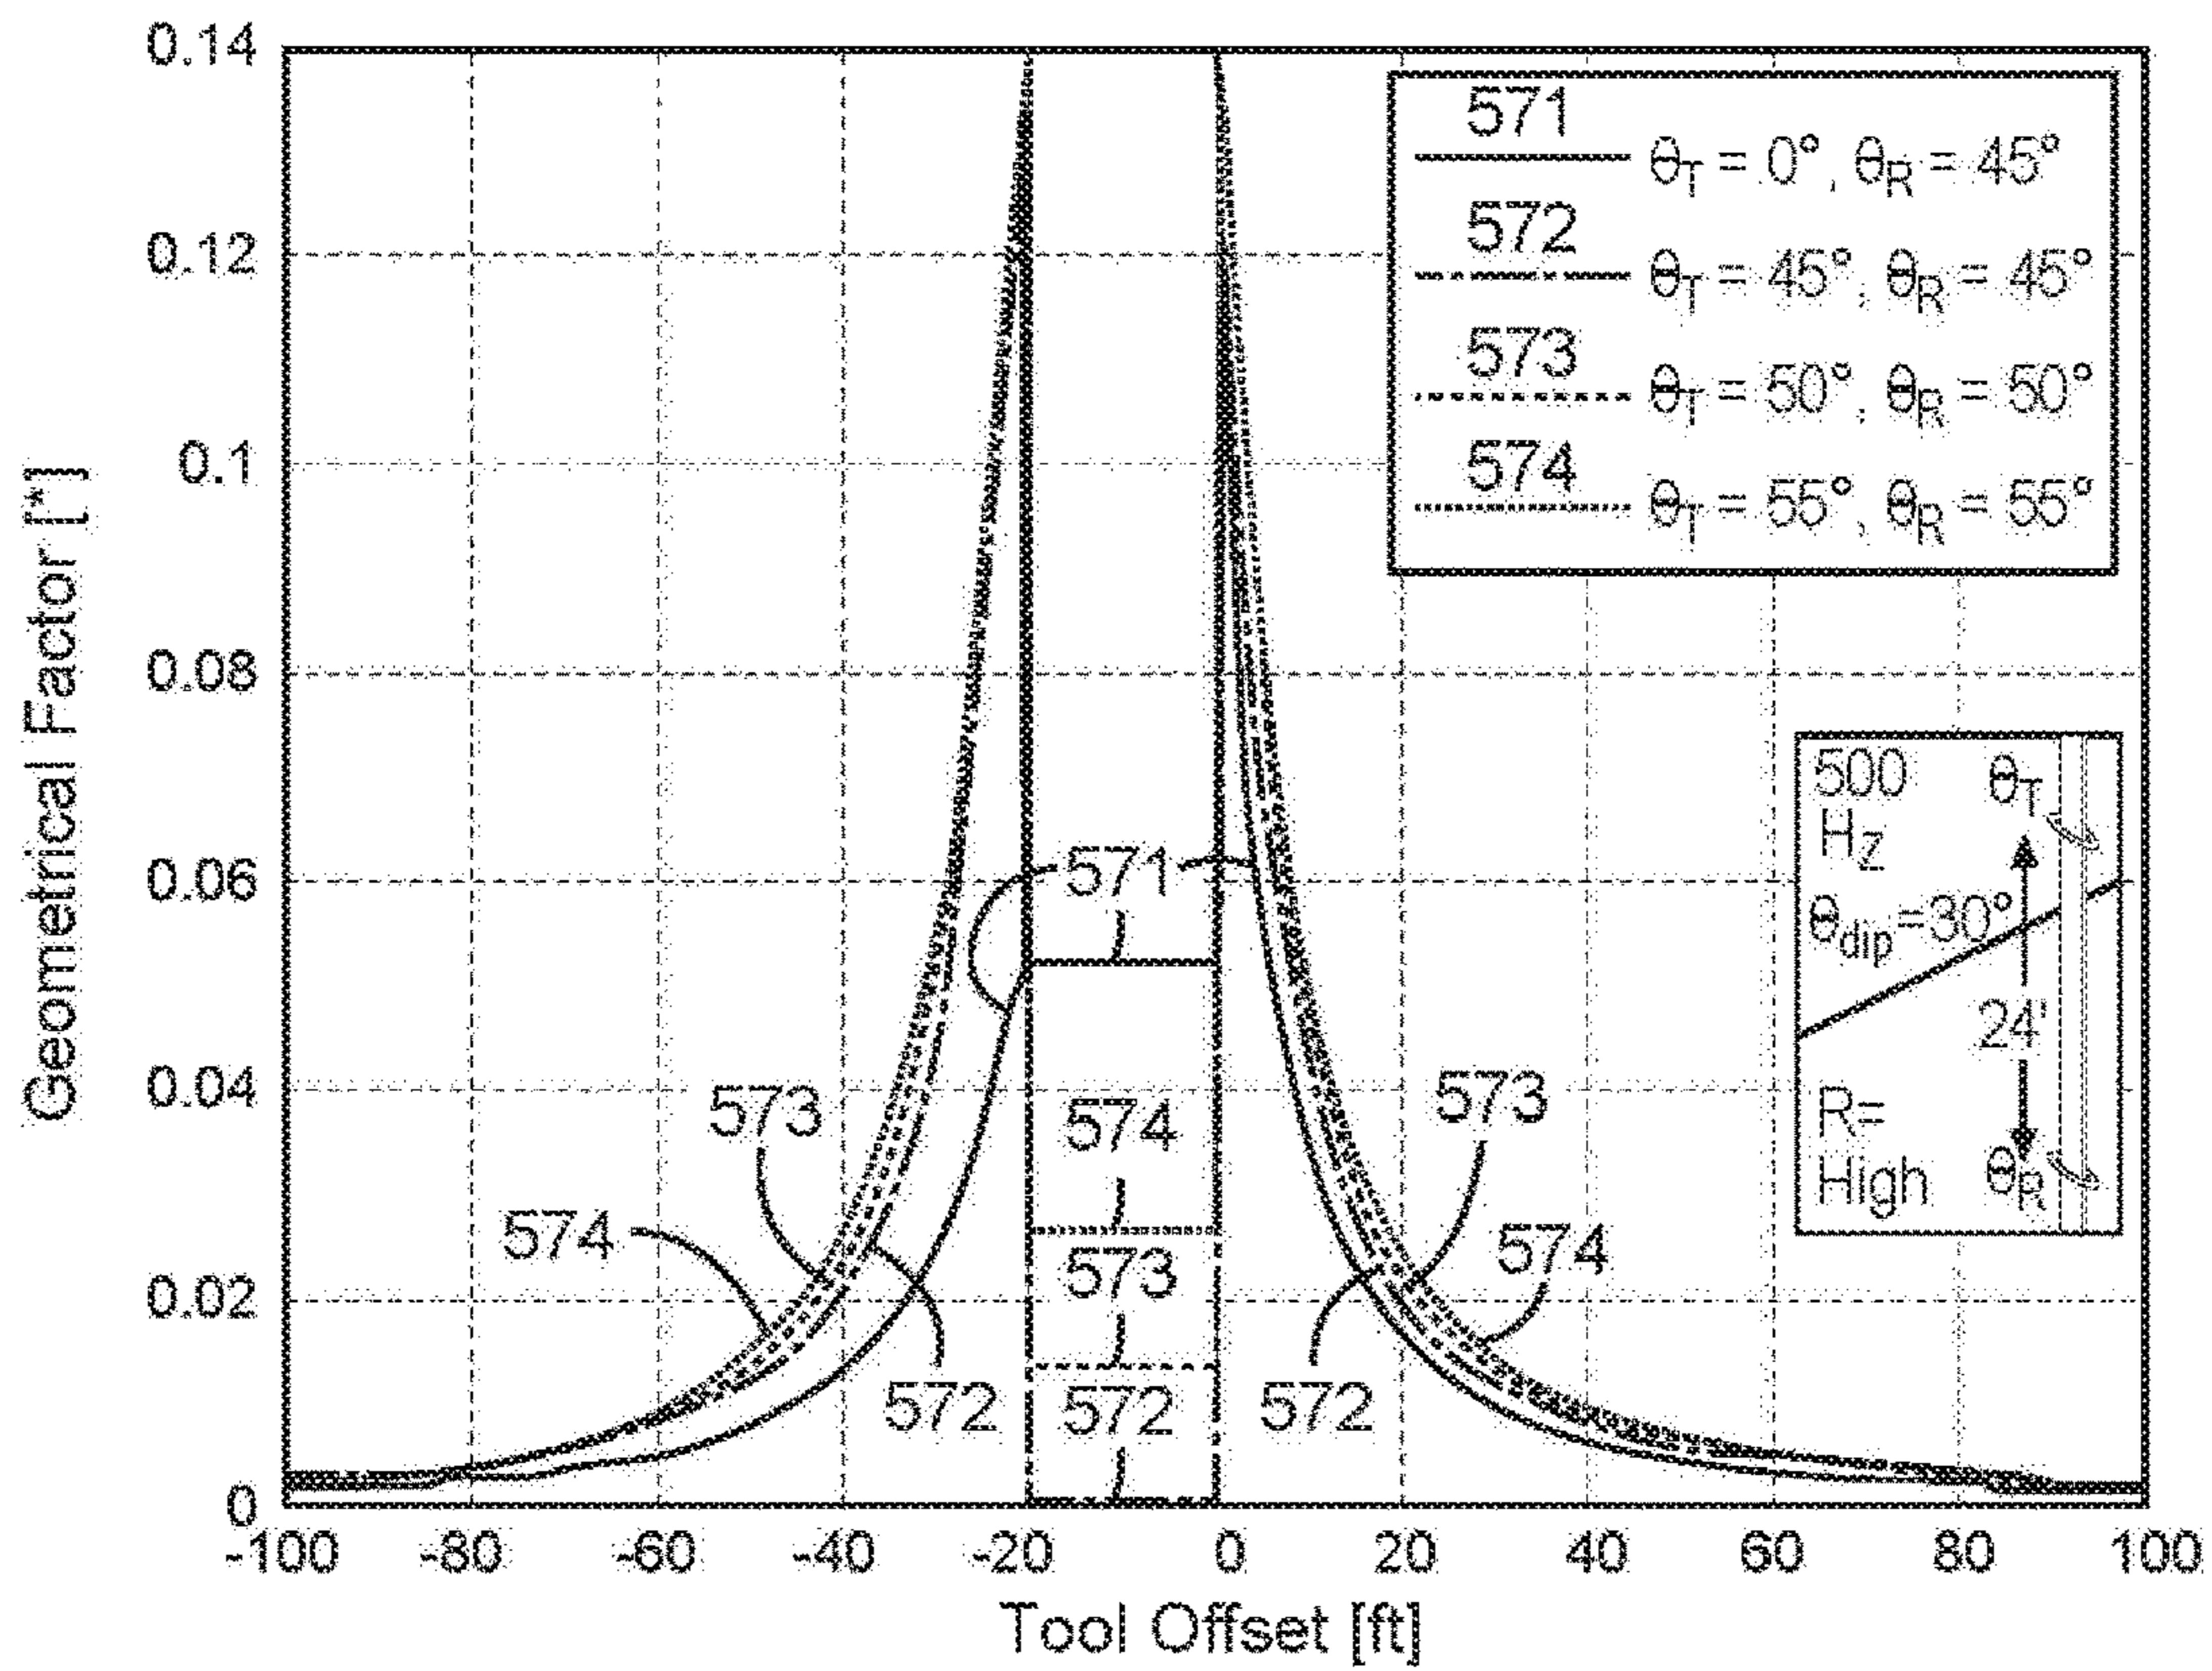 Geometrical Factor [*]
0.14
0.12
0.1
0.08
0.06
0.04
0.02
0
-100 -80 -60 -40 -20 0 20 40 60 80 100
Tool Offset [ft]
571 θT = 0°, θR = 45°
572 θT = 45°, θR = 45°
573 θT = 50°, θR = 50°
574 θT = 55°, θR = 55°
571
573
574
572
574
573
572
573
574
572
500 θT
HZ
θdip=30°
24'
R=
High θR